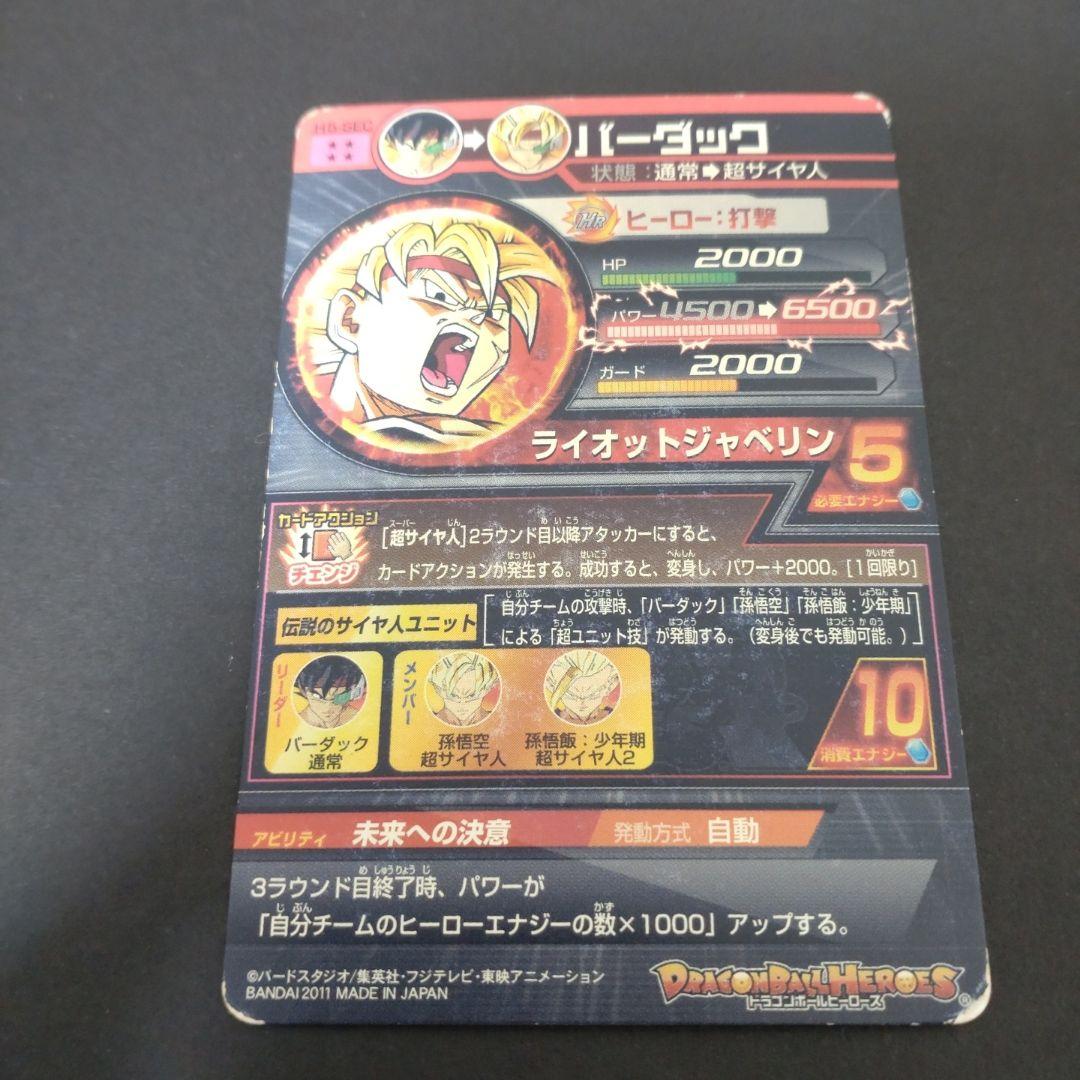 H5-SEC
★★
★★
バーダック
状態：通常➡超サイヤ人
HR ヒーロー：打撃
HP 2000
パワー 4500➡6500
ガード 2000
ライオットジャベリン 5
必要エナジー
カードアクション
チェンジ
[超サイヤ人]2ラウンド目以降アタッカーにすると、
カードアクションが発生する。成功すると、変身し、パワー+2000。[1回限り]
伝説のサイヤ人ユニット
自分チームの攻撃時、「バーダック」「孫悟空」「孫悟飯：少年期」
による「超ユニット技」が発動する。（変身後でも発動可能。）
リーダー
バーダック
通常
メンバー
孫悟空
超サイヤ人
孫悟飯：少年期
超サイヤ人2
10
消費エナジー
アビリティ 未来への決意 発動方式 自動
3ラウンド目終了時、パワーが
「自分チームのヒーローエナジーの数×1000」アップする。
©バードスタジオ/集英社・フジテレビ・東映アニメーション
BANDAI 2011 MADE IN JAPAN
DRAGONBALL HEROES
ドラゴンボールヒーローズ ®